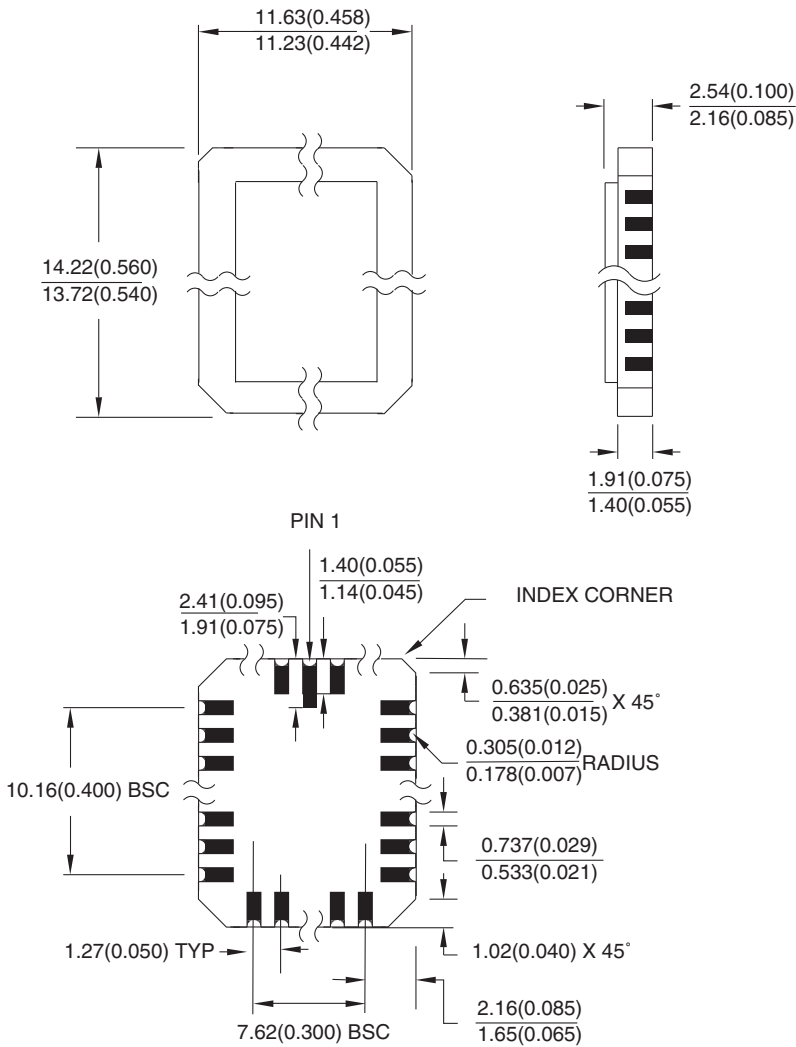 11.63(0.458)
11.23(0.442)
2.54(0.100)
2.16(0.085)
14.22(0.560)
13.72(0.540)
1.91(0.075)
1.40(0.055)
PIN 1
1.40(0.055)
1.14(0.045)
2.41(0.095)
1.91(0.075)
INDEX CORNER
0.635(0.025)
0.381(0.015) X 45°
0.305(0.012)
0.178(0.007) RADIUS
10.16(0.400) BSC
0.737(0.029)
0.533(0.021)
1.27(0.050) TYP
1.02(0.040) X 45°
7.62(0.300) BSC
2.16(0.085)
1.65(0.065)